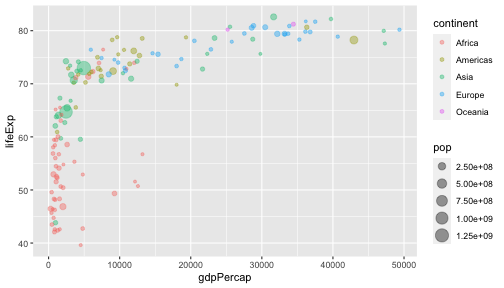 80
70
60
50
40
lifeExp
0
10000
20000
30000
40000
50000
gdpPercap
continent
Africa
Americas
Asia
Europe
Oceania
pop
2.50e+08
5.00e+08
7.50e+08
1.00e+09
1.25e+09